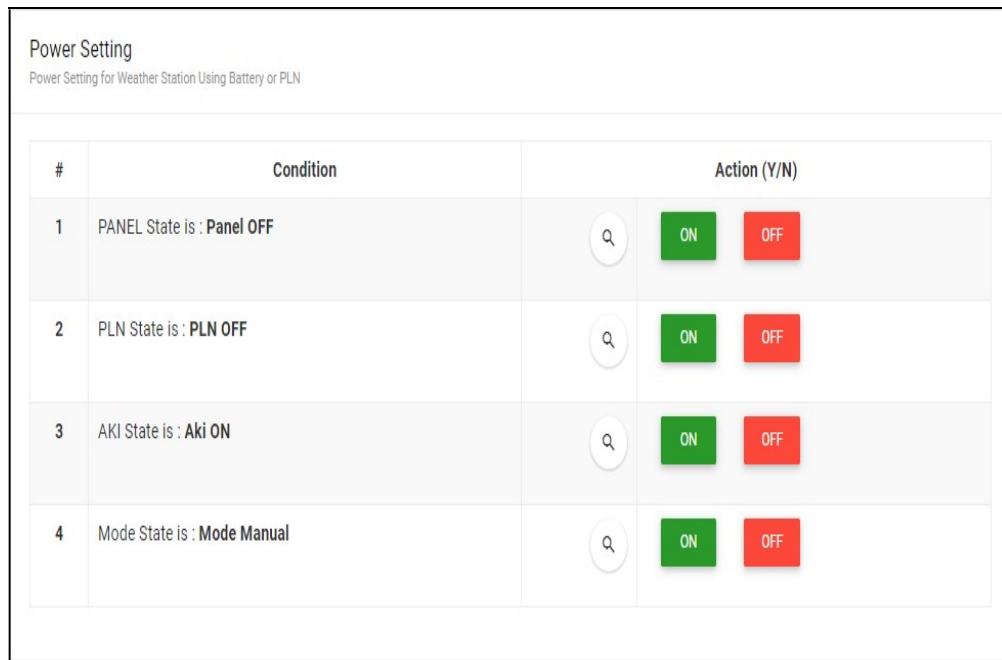 Power Setting
Power Setting for Weather Station Using Battery or PLN
# Condition Action (Y/N)
1 PANEL State is : Panel OFF ON OFF
2 PLN State is : PLN OFF ON OFF
3 AKI State is : Aki ON ON OFF
4 Mode State is : Mode Manual ON OFF